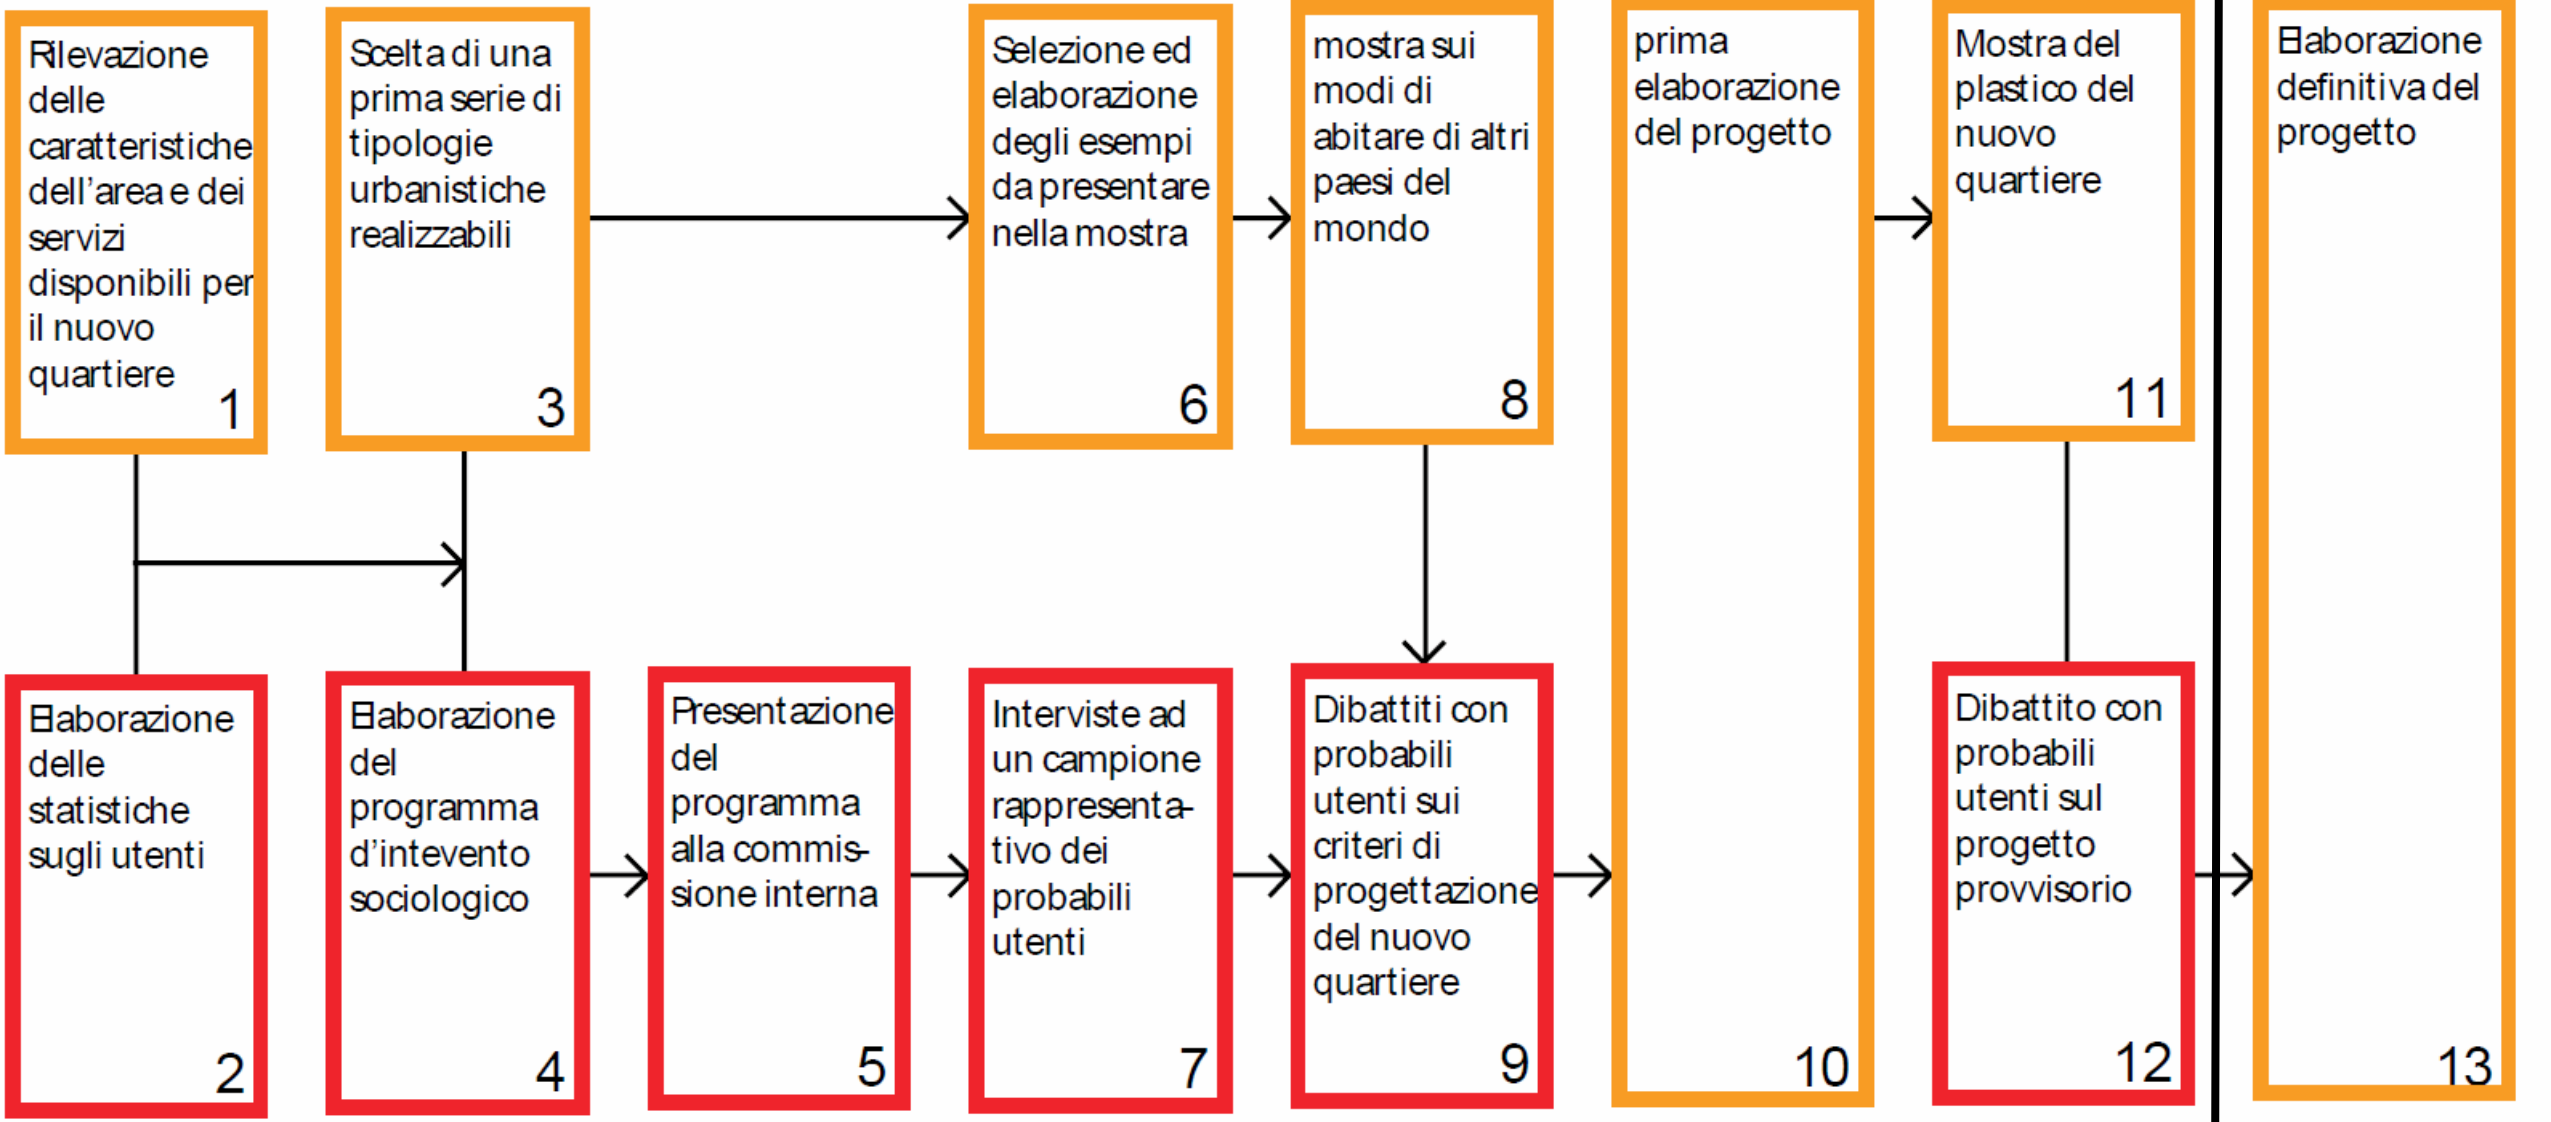 Rilevazione
delle
caratteristiche
dell'area e dei
servizi
disponibili per
il nuovo
quartiere
1
Elaborazione
delle
statistiche
sugli utenti
2
Scelta di una
prima serie di
tipologie
urbanistiche
realizzabili
3
Elaborazione
del
programma
d'intevento
sociologico
4
Presentazione
del
programma
alla commis-
sione interna
5
Selezione ed
elaborazione
degli esempi
da presentare
nella mostra
6
Interviste ad
un campione
rappresenta-
tivo dei
probabili
utenti
7
mostra sui
modi di
abitare di altri
paesi del
mondo
8
Dibattiti con
probabili
utenti sui
criteri di
progettazione
del nuovo
quartiere
9
prima
elaborazione
del progetto
10
Mostra del
plastico del
nuovo
quartiere
11
Dibattito con
probabili
utenti sul
progetto
provvisorio
12
Elaborazione
definitiva del
progetto
13